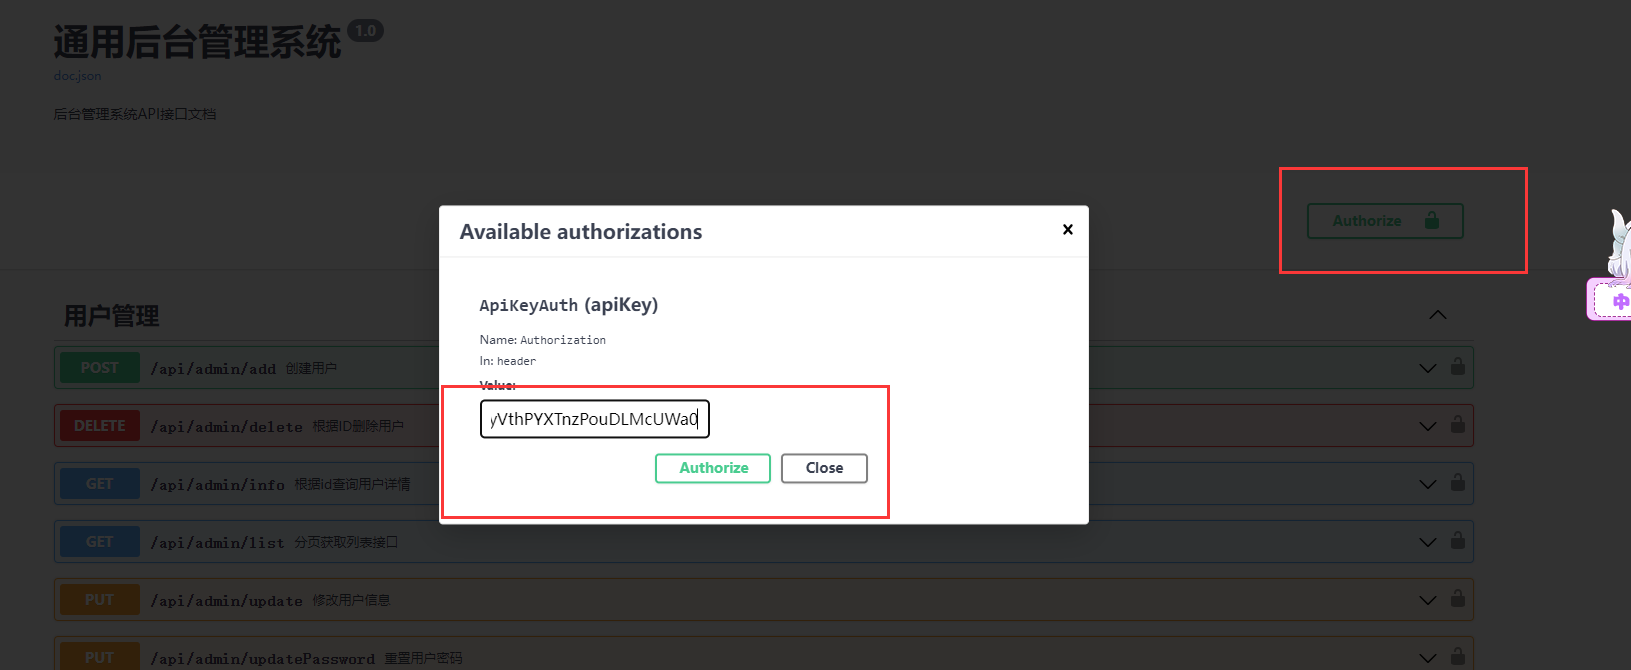 通用后台管理系统 1.0
doc.json
后台管理系统API接口文档
Authorize
Available authorizations ×
ApiKeyAuth (apiKey)
Name: Authorization
In: header
Value:
yVthPYXTnzPouDLMcUWa0
Authorize Close
用户管理
POST /api/admin/add 创建用户
DELETE /api/admin/delete 根据ID删除用户
GET /api/admin/info 根据id查询用户详情
GET /api/admin/list 分页获取列表接口
PUT /api/admin/update 修改用户信息
PUT /api/admin/updatePassword 重置用户密码
中